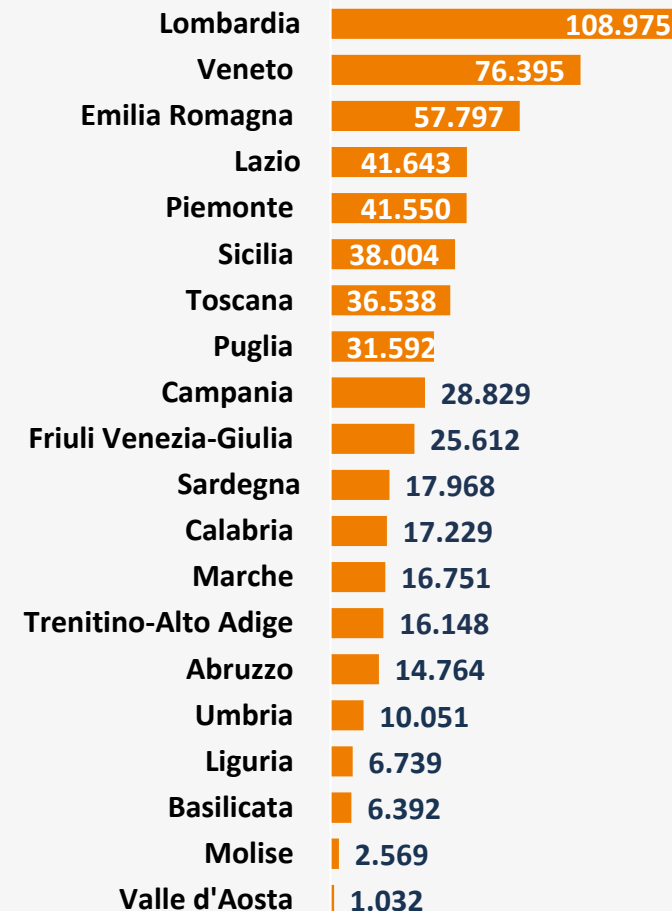 Lombardia 108.975
Veneto 76.395
Emilia Romagna 57.797
Lazio 41.643
Piemonte 41.550
Sicilia 38.004
Toscana 36.538
Puglia 31.592
Campania 28.829
Friuli Venezia-Giulia 25.612
Sardegna 17.968
Calabria 17.229
Marche 16.751
Trenitino-Alto Adige 16.148
Abruzzo 14.764
Umbria 10.051
Liguria 6.739
Basilicata 6.392
Molise 2.569
Valle d'Aosta 1.032